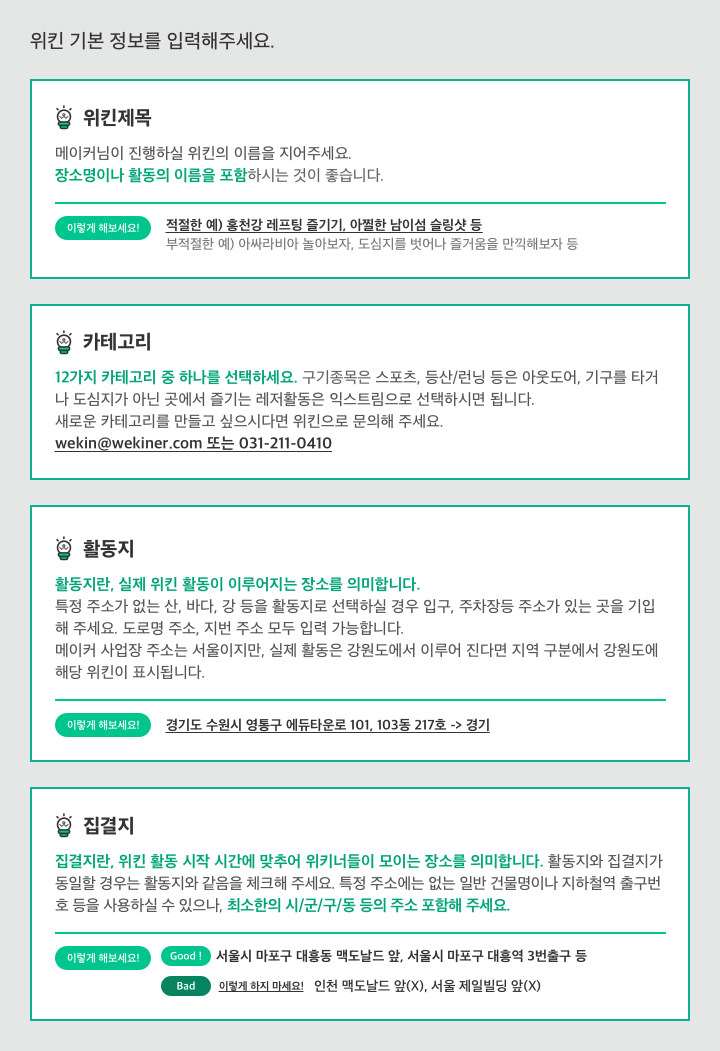 위킨 기본 정보를 입력해주세요.
위킨제목
메이커님이 진행하실 위킨의 이름을 지어주세요.
장소명이나 활동의 이름을 포함하시는 것이 좋습니다.
이렇게 해보세요!
적절한 예) 홍천강 레프팅 즐기기, 아찔한 남이섬 슬링샷 등
부적절한 예) 아싸라비아 놀아보자, 도심지를 벗어나 즐거움을 만끽해보자 등
카테고리
12가지 카테고리 중 하나를 선택하세요. 구기종목은 스포츠, 등산/런닝 등은 아웃도어, 기구를 타거
나 도심지가 아닌 곳에서 즐기는 레저활동은 익스트림으로 선택하시면 됩니다.
새로운 카테고리를 만들고 싶으시다면 위킨으로 문의해 주세요.
wekin@wekiner.com 또는 031-211-0410
활동지
활동지란, 실제 위킨 활동이 이루어지는 장소를 의미합니다.
특정 주소가 없는 산, 바다, 강 등을 활동지로 선택하실 경우 입구, 주차장등 주소가 있는 곳을 기입
해 주세요. 도로명 주소, 지번 주소 모두 입력 가능합니다.
메이커 사업장 주소는 서울이지만, 실제 활동은 강원도에서 이루어 진다면 지역 구분에서 강원도에
해당 위킨이 표시됩니다.
이렇게 해보세요!
경기도 수원시 영통구 에듀타운로 101, 103동 217호 -> 경기
집결지
집결지란, 위킨 활동 시작 시간에 맞추어 위키너들이 모이는 장소를 의미합니다. 활동지와 집결지가
동일할 경우는 활동지와 같음을 체크해 주세요. 특정 주소에는 없는 일반 건물명이나 지하철역 출구번
호 등을 사용하실 수 있으나, 최소한의 시/군/구/동 등의 주소 포함해 주세요.
이렇게 해보세요!
Good ! 서울시 마포구 대흥동 맥도날드 앞, 서울시 마포구 대흥역 3번출구 등
Bad 이렇게 하지 마세요! 인천 맥도날드 앞(X), 서울 제일빌딩 앞(X)